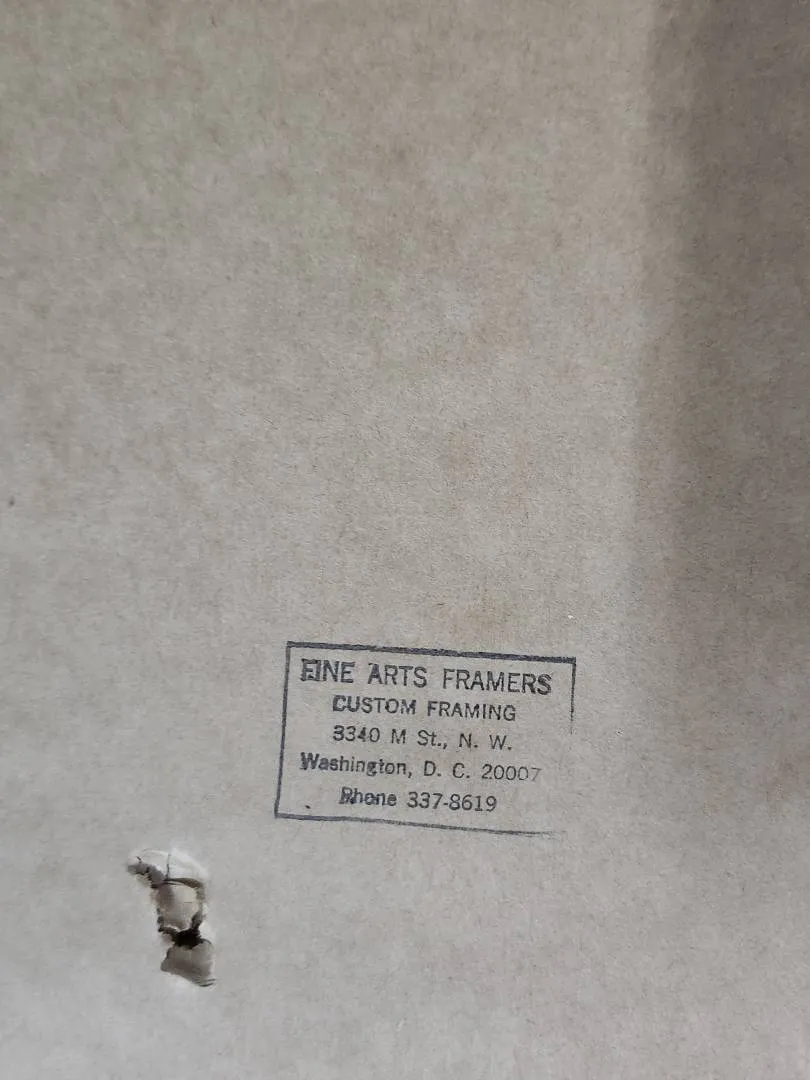 FINE ARTS FRAMERS
CUSTOM FRAMING
3340 M St., N. W.
Washington, D. C. 20007
Phone 337-8619